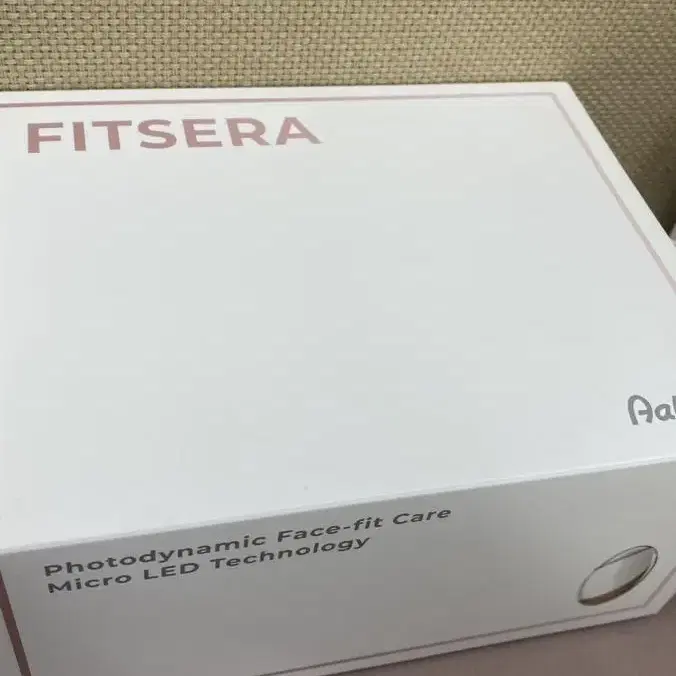 FITSERA
Photodynamic Face-fit Care
Micro LED Technology